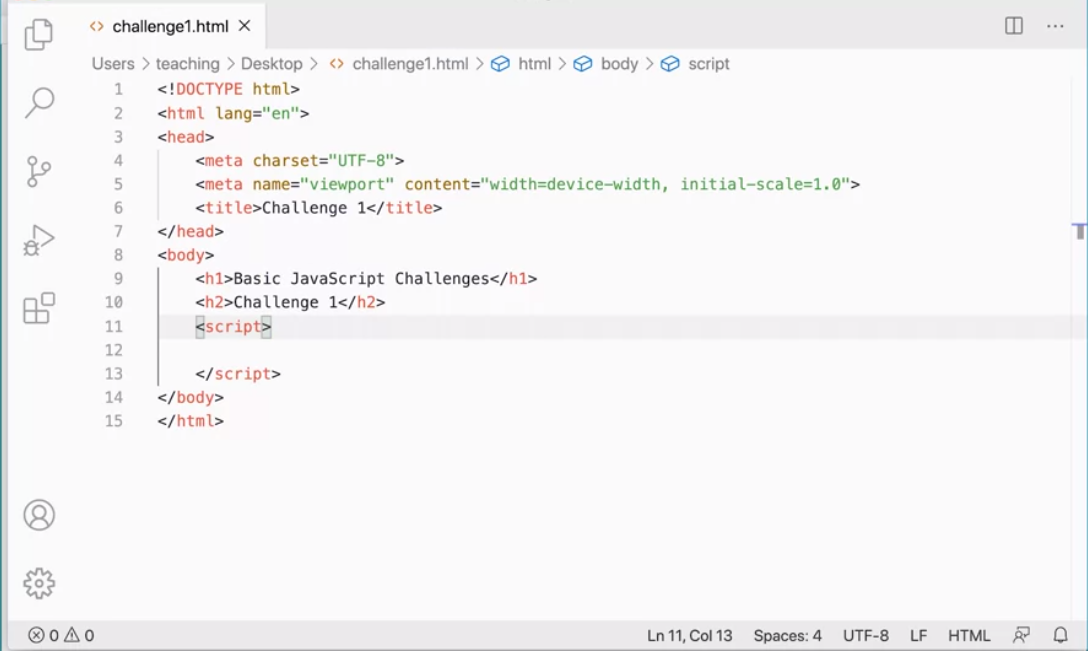 challenge1.html
Users > teaching > Desktop > challenge1.html > html > body > script
1 <!DOCTYPE html>
2 <html lang="en">
3 <head>
4 <meta charset="UTF-8">
5 <meta name="viewport" content="width=device-width, initial-scale=1.0">
6 <title>Challenge 1</title>
7 </head>
8 <body>
9 <h1>Basic JavaScript Challenges</h1>
10 <h2>Challenge 1</h2>
11 <script>
12
13 </script>
14 </body>
15 </html>
0 0 Ln 11, Col 13 Spaces: 4 UTF-8 LF HTML